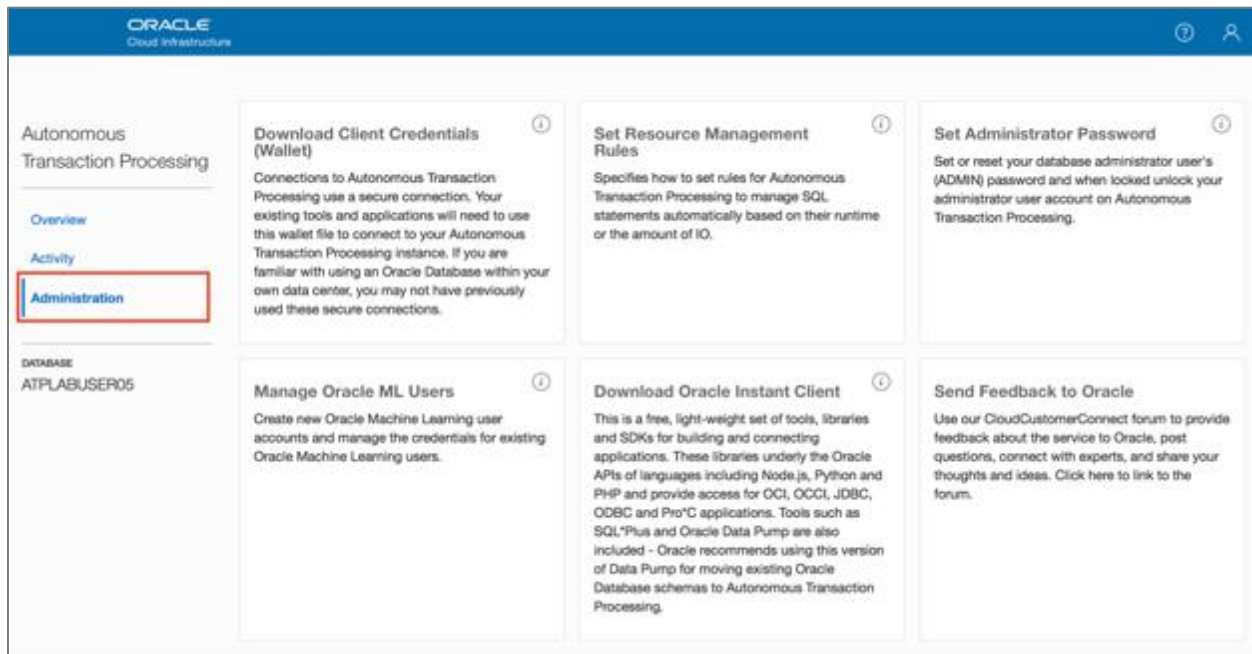 ORACLE
Cloud Infrastructure
Autonomous
Transaction Processing
Overview
Activity
Administration
DATABASE
ATPLABUSER05
Download Client Credentials
(Wallet)
Connections to Autonomous Transaction
Processing use a secure connection. Your
existing tools and applications will need to use
this wallet file to connect to your Autonomous
Transaction Processing instance. If you are
familiar with using an Oracle Database within your
own data center, you may not have previously
used these secure connections.
Set Resource Management
Rules
Specifies how to set rules for Autonomous
Transaction Processing to manage SQL
statements automatically based on their runtime
or the amount of IO.
Set Administrator Password
Set or reset your database administrator user's
(ADMIN) password and when locked unlock your
administrator user account on Autonomous
Transaction Processing.
Manage Oracle ML Users
Create new Oracle Machine Learning user
accounts and manage the credentials for existing
Oracle Machine Learning users.
Download Oracle Instant Client
This is a free, light-weight set of tools, libraries
and SDKs for building and connecting
applications. These libraries underly the Oracle
APIs of languages including Node.js, Python and
PHP and provide access for OCI, OCCI, JDBC,
ODBC and Pro*C applications. Tools such as
SQL*Plus and Oracle Data Pump are also
included - Oracle recommends using this version
of Data Pump for moving existing Oracle
Database schemas to Autonomous Transaction
Processing.
Send Feedback to Oracle
Use our CloudCustomerConnect forum to provide
feedback about the service to Oracle, post
questions, connect with experts, and share your
thoughts and ideas. Click here to link to the
forum.